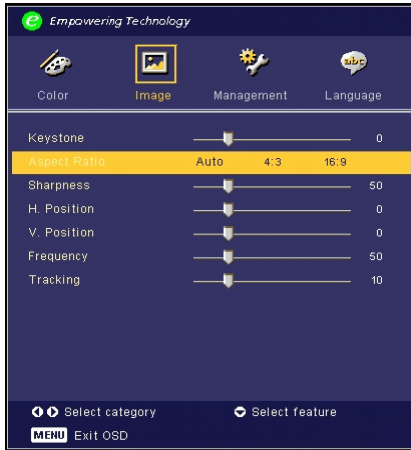 e Empowering Technology
abc
Color Image Management Language
Keystone 0
Aspect Ratio Auto 4:3 16:9
Sharpness 50
H. Position 0
V. Position 0
Frequency 50
Tracking 10
Select category Select feature
MENU Exit OSD